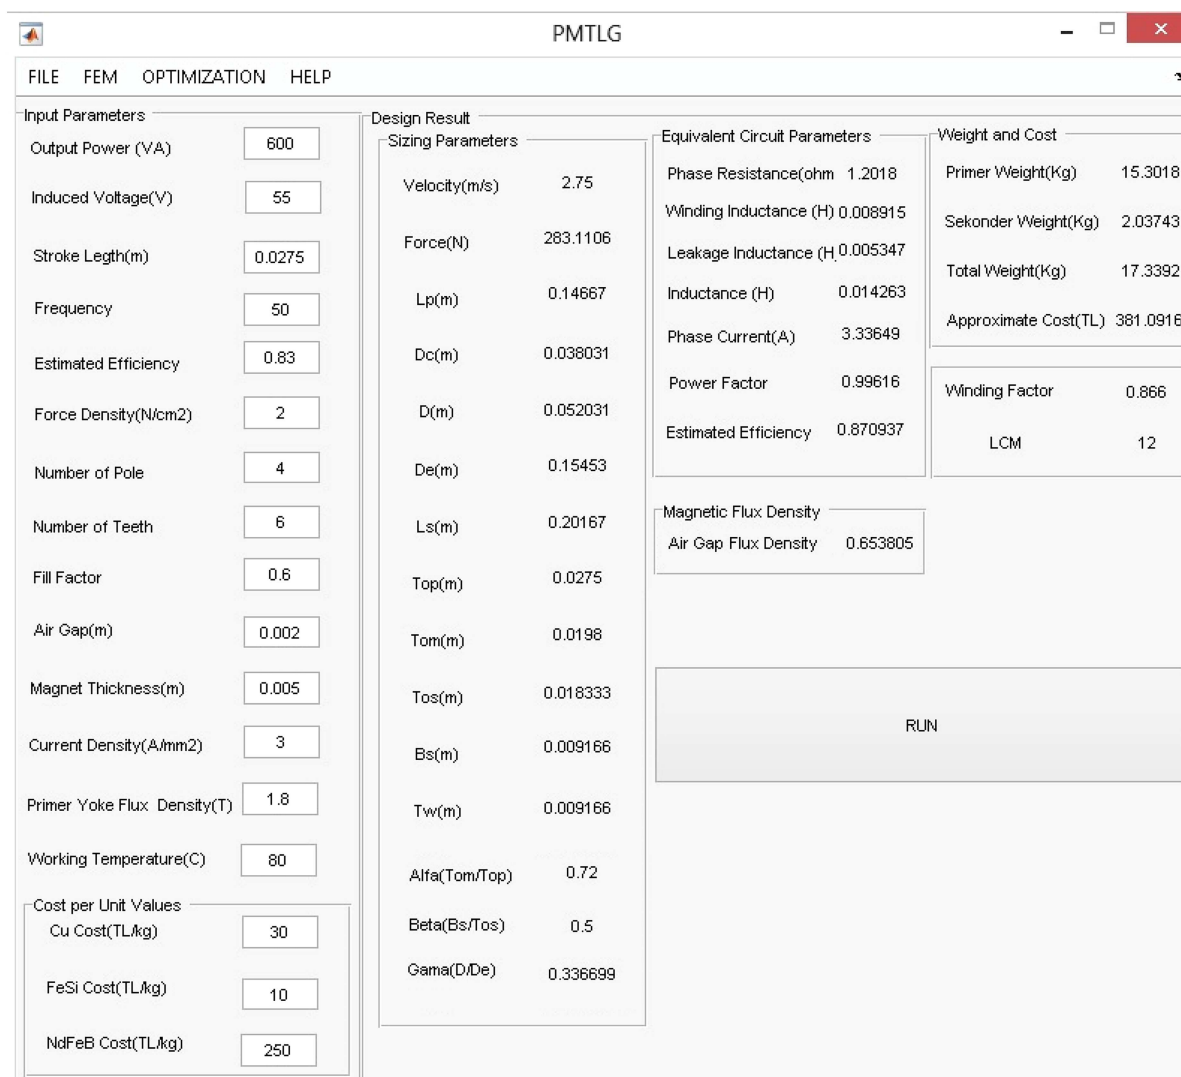 PMTLG
FILE FEM OPTIMIZATION HELP
Input Parameters
Output Power (VA) 600
Induced Voltage(V) 55
Stroke Legth(m) 0.0275
Frequency 50
Estimated Efficiency 0.83
Force Density(N/cm2) 2
Number of Pole 4
Number of Teeth 6
Fill Factor 0.6
Air Gap(m) 0.002
Magnet Thickness(m) 0.005
Current Density(A/mm2) 3
Primer Yoke Flux Density(T) 1.8
Working Temperature(C) 80
Cost per Unit Values
Cu Cost(TL/kg) 30
FeSi Cost(TL/kg) 10
NdFeB Cost(TL/kg) 250
Design Result
Sizing Parameters
Velocity(m/s) 2.75
Force(N) 283.1106
Lp(m) 0.14667
Dc(m) 0.038031
D(m) 0.052031
De(m) 0.15453
Ls(m) 0.20167
Top(m) 0.0275
Tom(m) 0.0198
Tos(m) 0.018333
Bs(m) 0.009166
Tw(m) 0.009166
Alfa(Tom/Top) 0.72
Beta(Bs/Tos) 0.5
Gama(D/De) 0.336699
Equivalent Circuit Parameters
Phase Resistance(ohm 1.2018
Winding Inductance (H) 0.008915
Leakage Inductance (H 0.005347
Inductance (H) 0.014263
Phase Current(A) 3.33649
Power Factor 0.99616
Estimated Efficiency 0.870937
Magnetic Flux Density
Air Gap Flux Density 0.653805
Weight and Cost
Primer Weight(Kg) 15.3018
Sekonder Weight(Kg) 2.03743
Total Weight(Kg) 17.3392
Approximate Cost(TL) 381.0916
Winding Factor 0.866
LCM 12
RUN